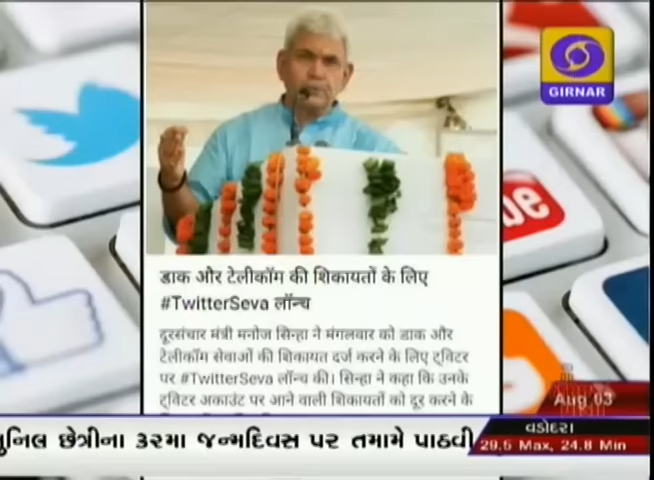 GIRNAR
डाक और टेलीकॉम की शिकायतों के लिए
#TwitterSeva लॉन्च
दूरसंचार मंत्री मनोज सिन्हा ने मंगलवार को डाक और
टेलीकॉम सेवाओं की शिकायत दर्ज करने के लिए ट्विटर
पर #TwitterSeva लॉन्च की। सिन्हा ने कहा कि उनके
ट्विटर अकाउंट पर आने वाली शिकायतों को दूर करने के
Aug 03
વડોદરા
29.5 Max, 24.8 Min
સુનિલ છેત્રીના ૩૨મા જન્મદિવસ પર તમામે પાઠવી